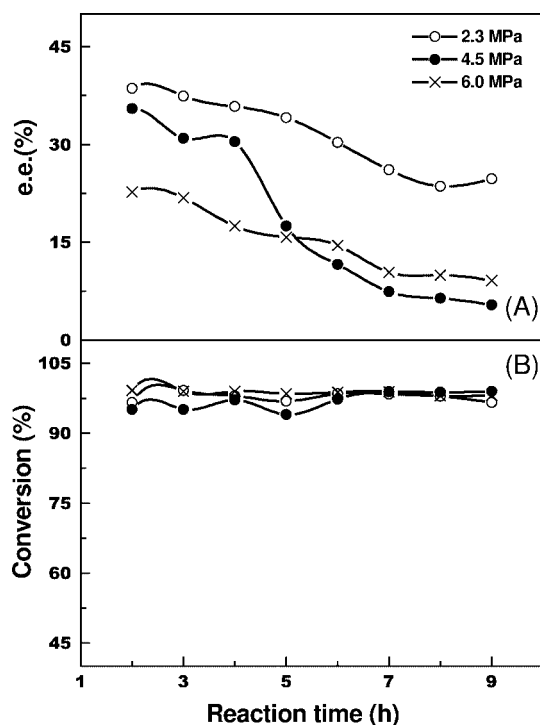 2.3 MPa
4.5 MPa
6.0 MPa
45
30
15
0
e.e.(%)
(A)
(B)
105
90
75
60
45
Conversion (%)
1 3 5 7 9
Reaction time (h)